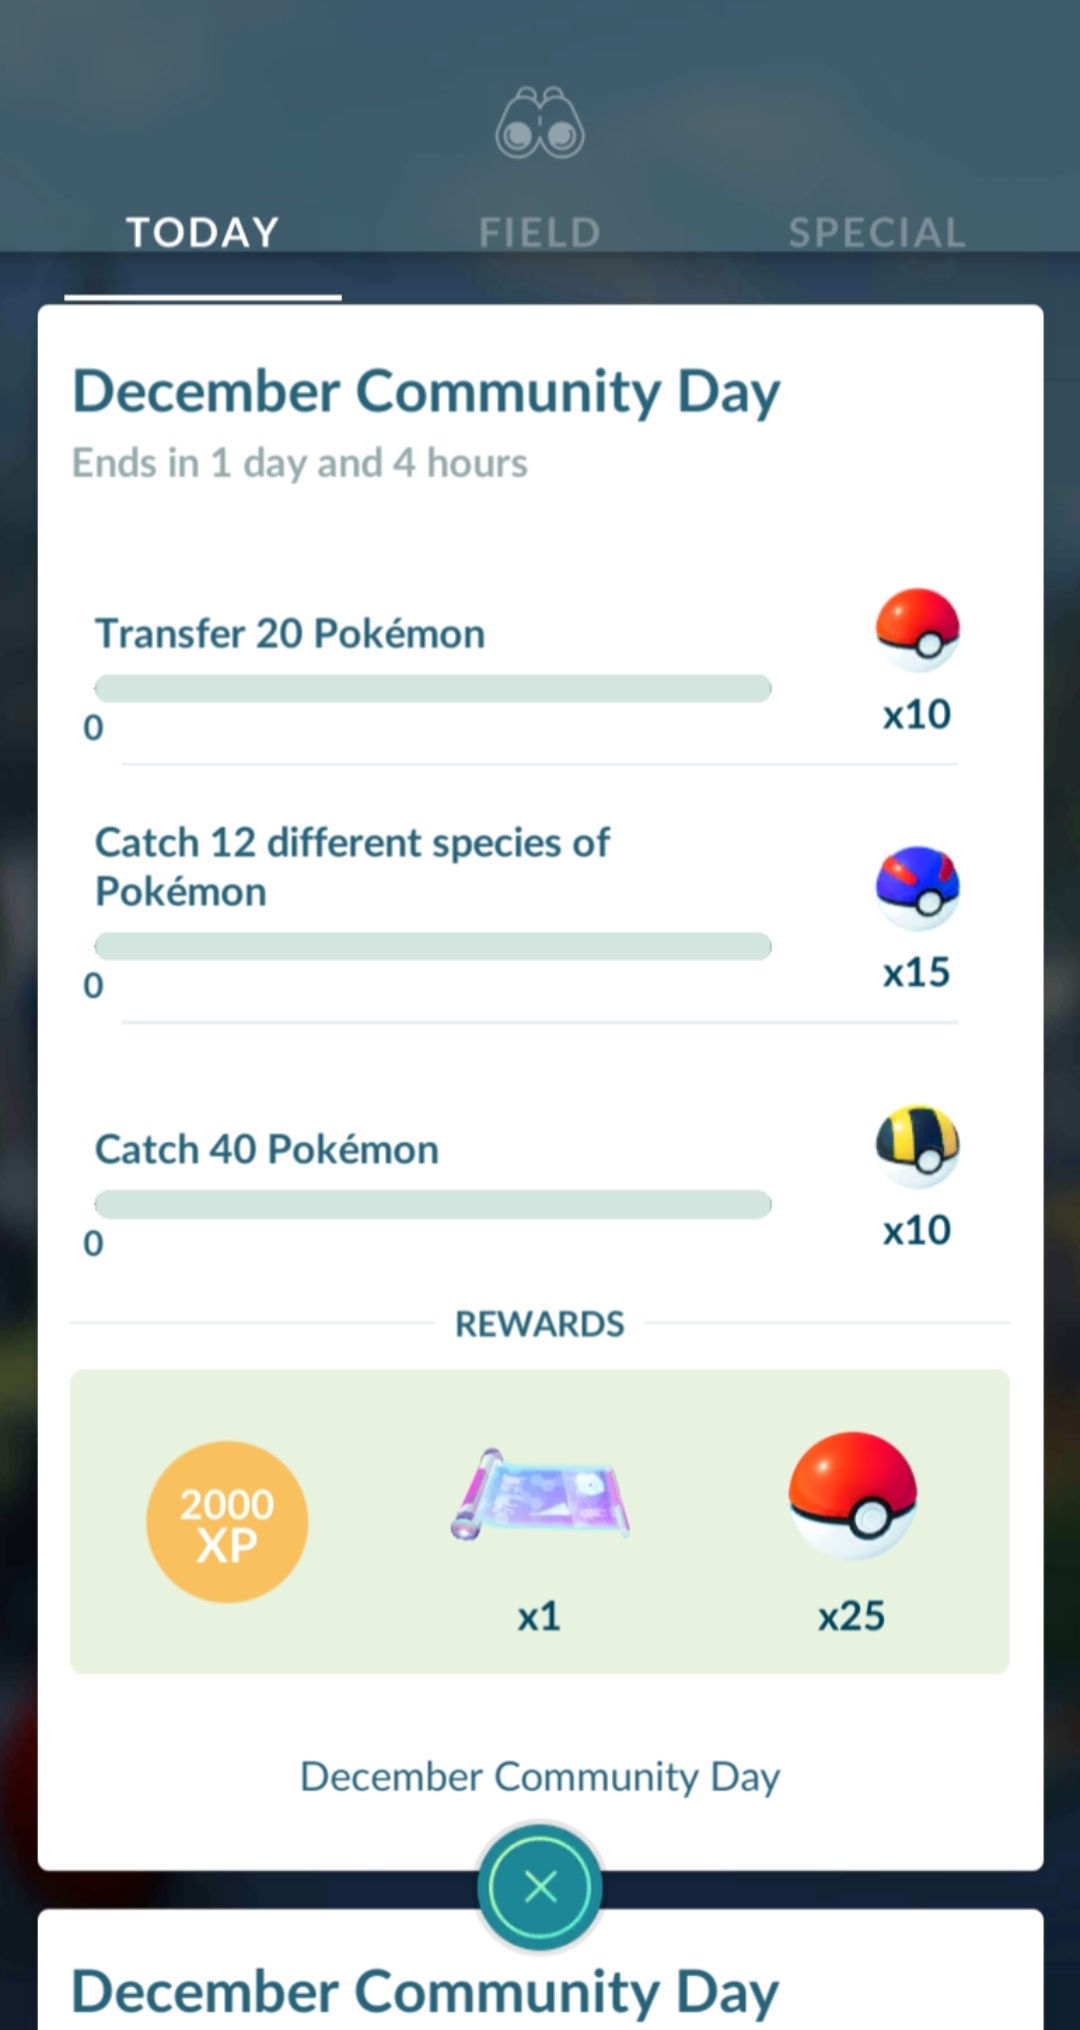 TODAY
FIELD
SPECIAL
December Community Day
Ends in 1 day and 4 hours
Transfer 20 Pokémon
0
x10
Catch 12 different species of
Pokémon
0
x15
Catch 40 Pokémon
0
x10
REWARDS
2000
XP
x1
x25
December Community Day
December Community Day